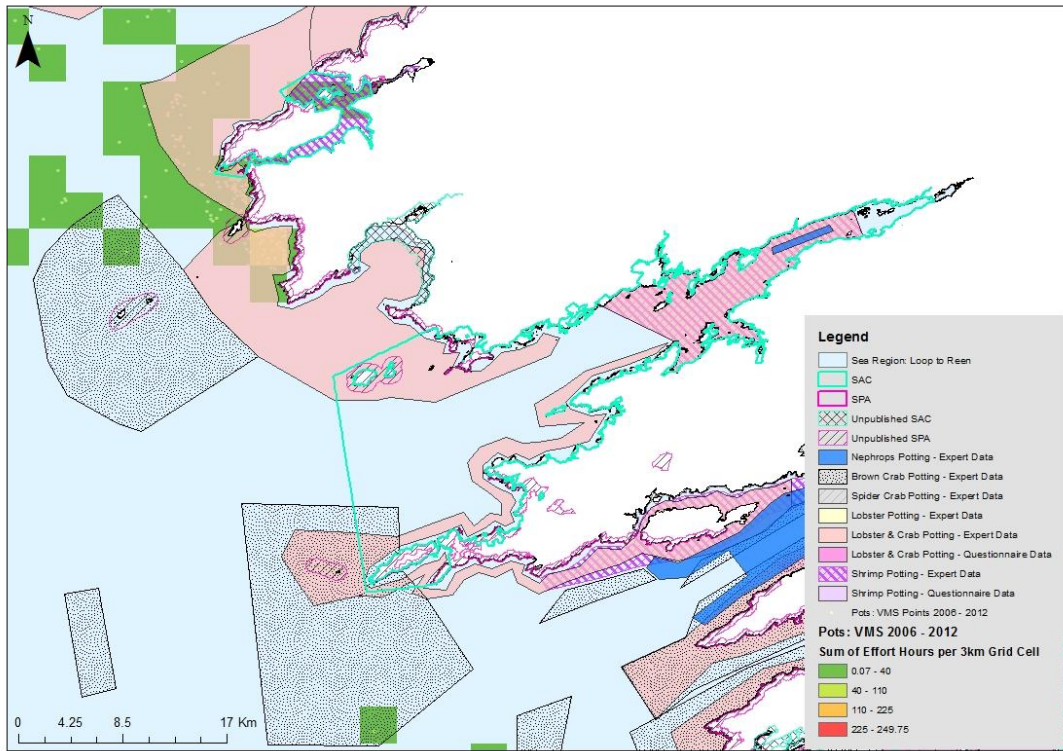 N
Legend
Sea Region: Loop to Reen
SAC
SPA
Unpublished SAC
Unpublished SPA
Nephrops Potting - Expert Data
Brown Crab Potting - Expert Data
Spider Crab Potting - Expert Data
Lobster Potting - Expert Data
Lobster & Crab Potting - Expert Data
Lobster & Crab Potting - Questionnaire Data
Shrimp Potting - Expert Data
Shrimp Potting - Questionnaire Data
Pots: VMS Points 2006 - 2012
Pots: VMS 2006 - 2012
Sum of Effort Hours per 3km Grid Cell
0.07 - 40
40 - 110
110 - 225
225 - 249.75
0 4.25 8.5 17 Km